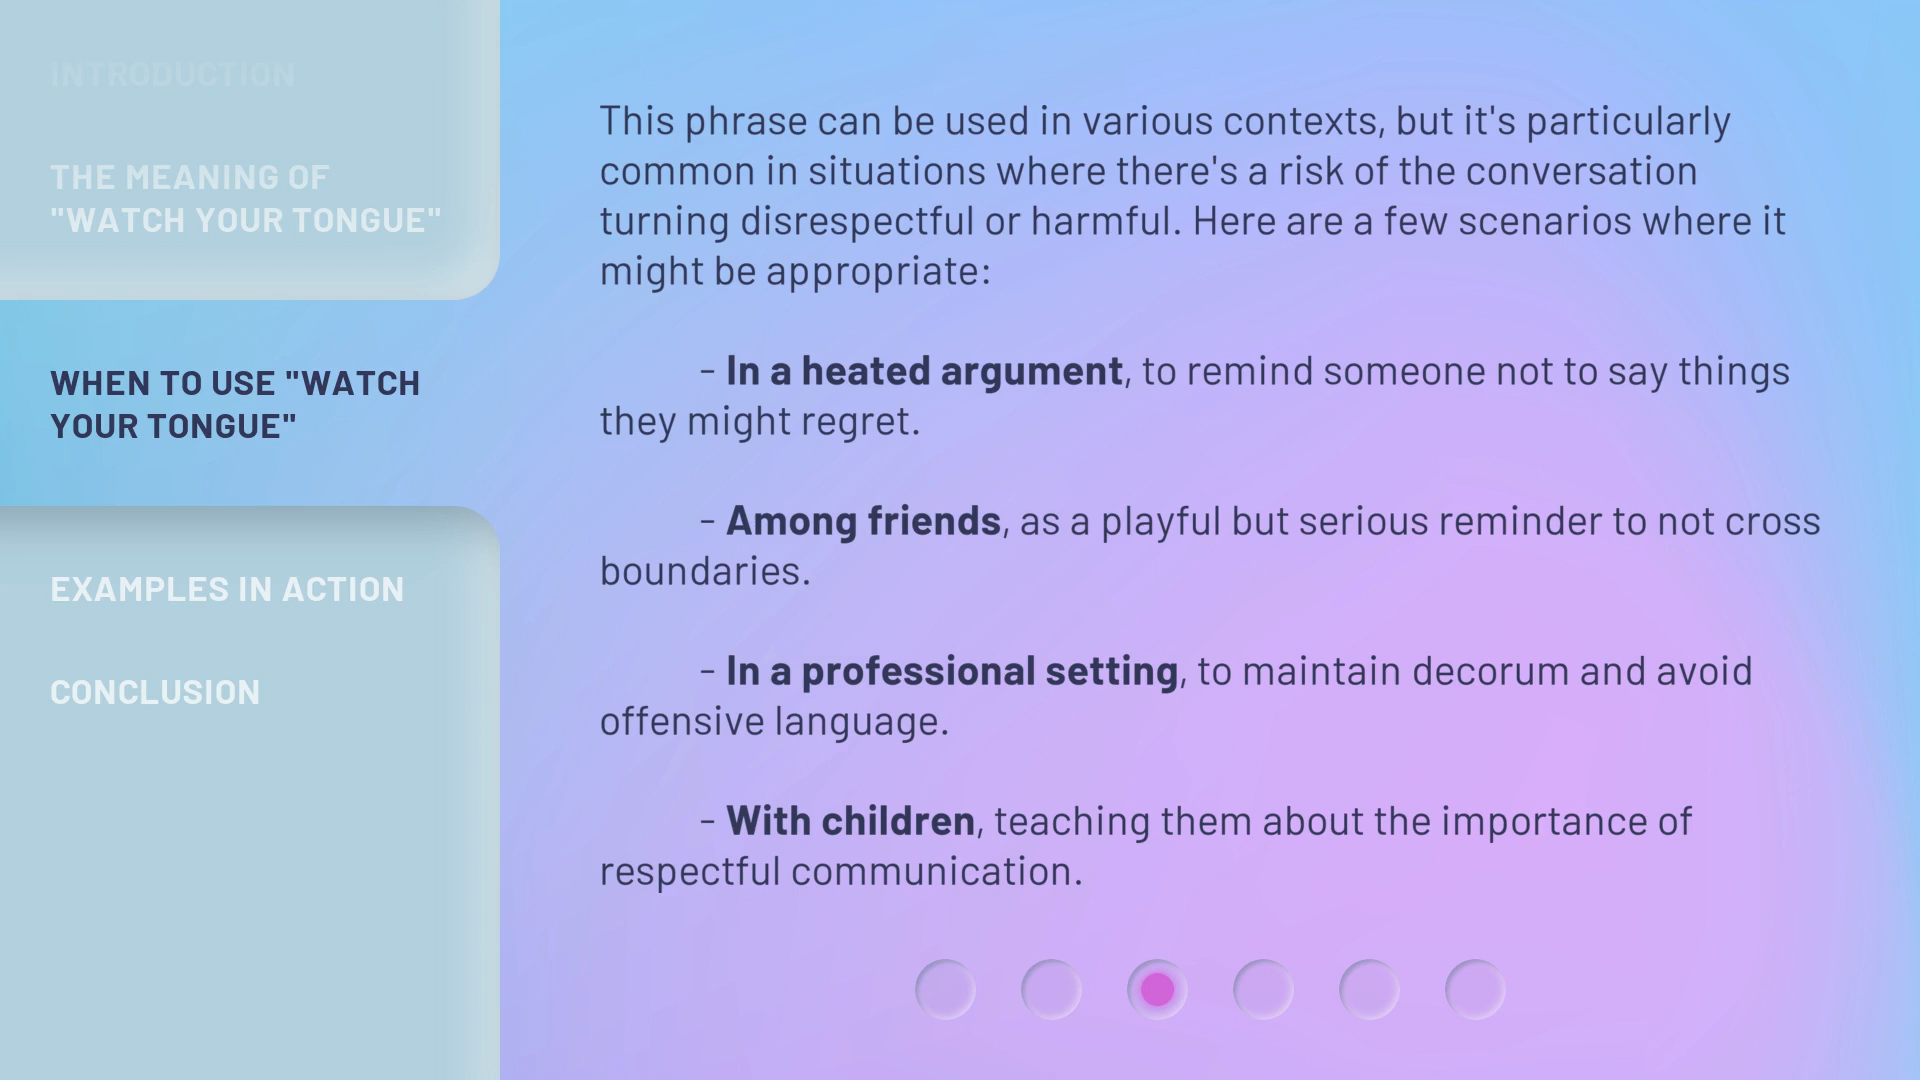 INTRODUCTION
THE MEANING OF
"WATCH YOUR TONGUE"
WHEN TO USE "WATCH
YOUR TONGUE"
EXAMPLES IN ACTION
CONCLUSION
This phrase can be used in various contexts, but it's particularly
common in situations where there's a risk of the conversation
turning disrespectful or harmful. Here are a few scenarios where it
might be appropriate:
- In a heated argument, to remind someone not to say things
they might regret.
- Among friends, as a playful but serious reminder to not cross
boundaries.
- In a professional setting, to maintain decorum and avoid
offensive language.
- With children, teaching them about the importance of
respectful communication.